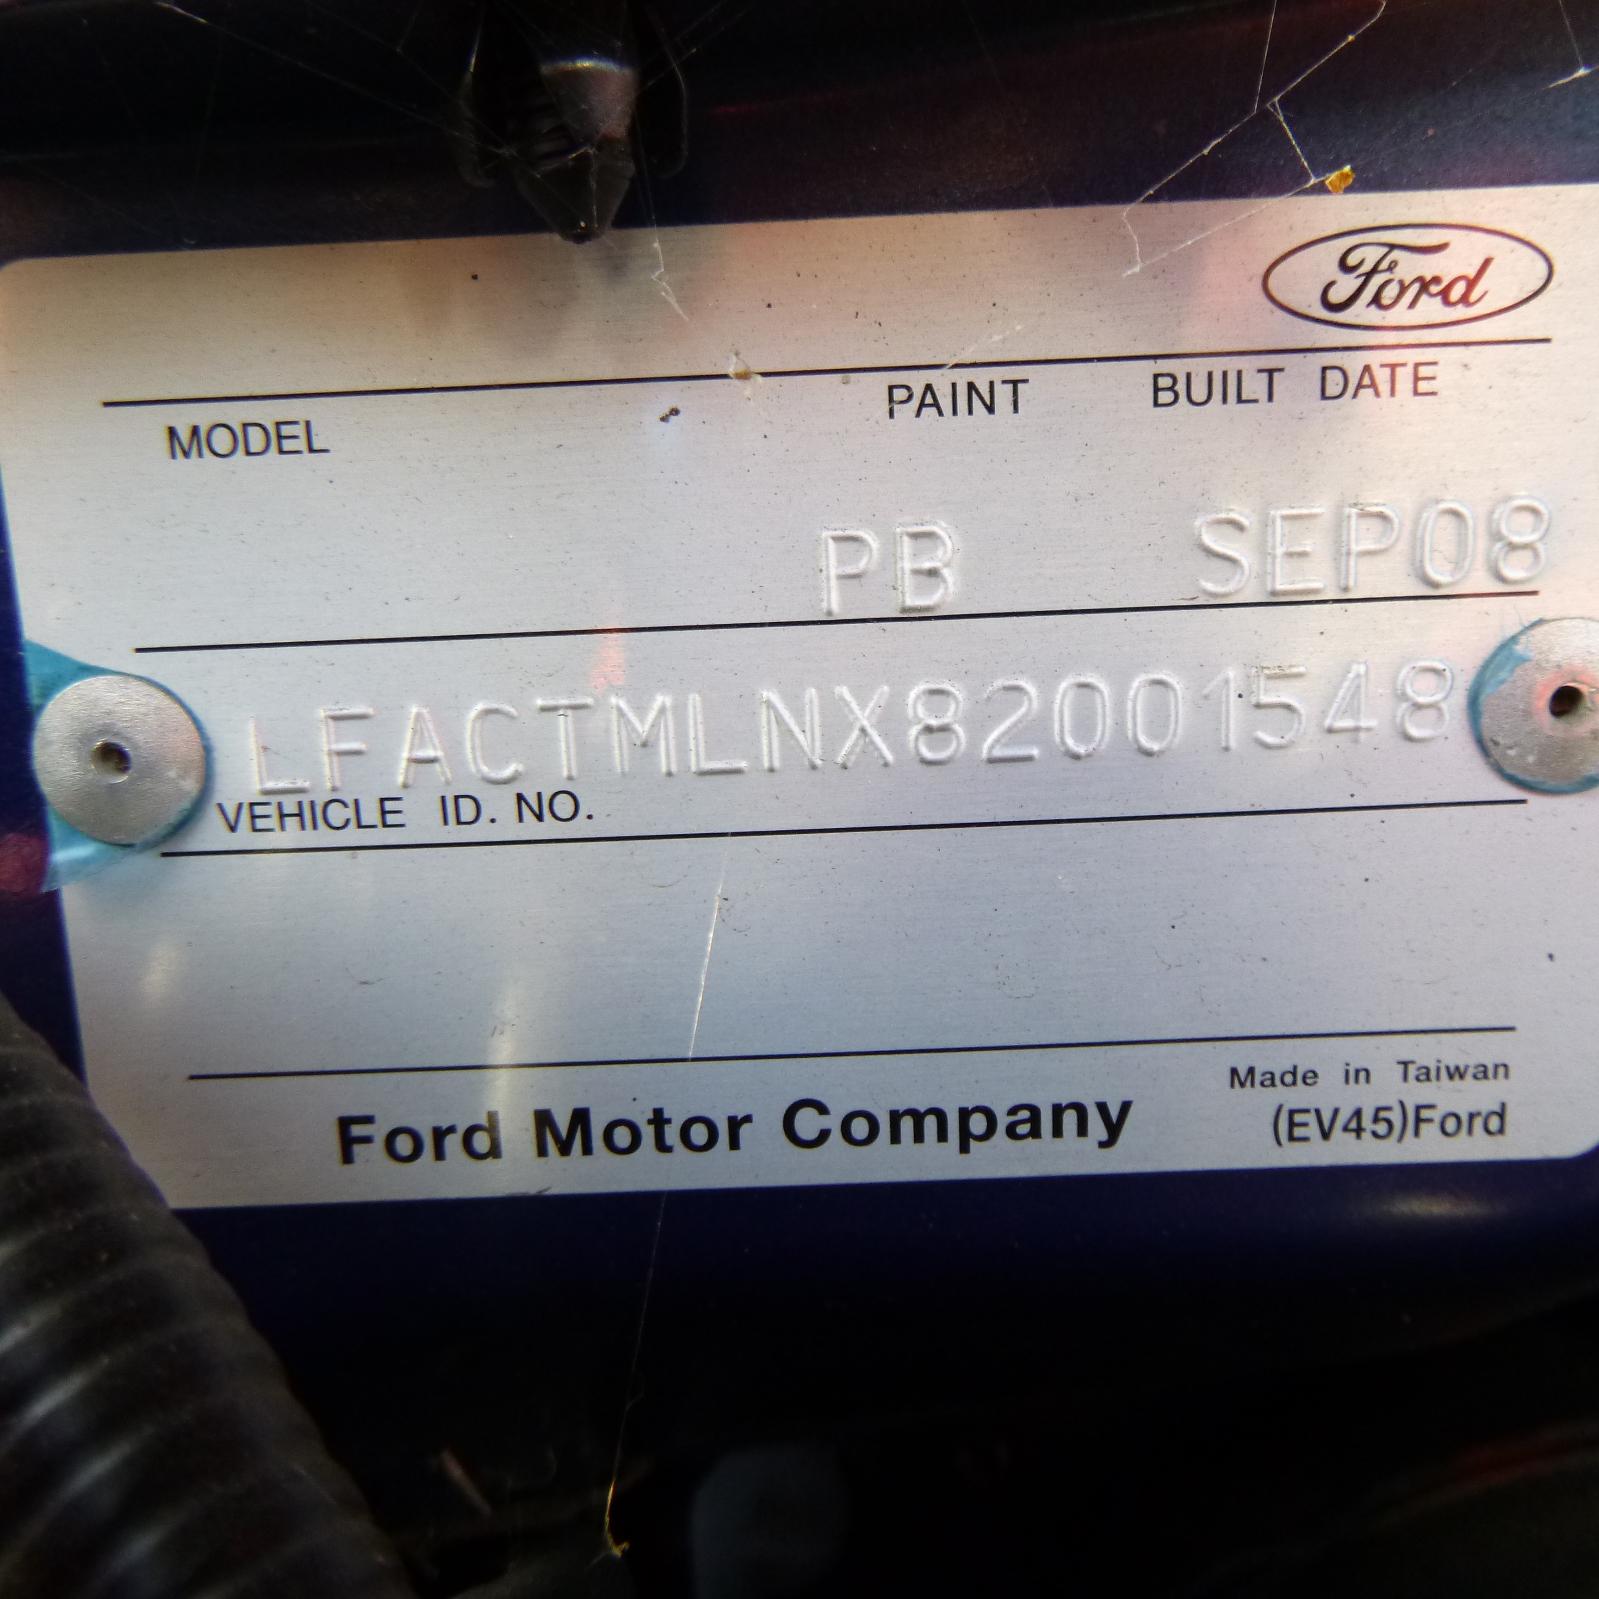 Ford
MODEL PAINT BUILT DATE
PB SEP08
LFACTMLNX82001548
VEHICLE ID. NO.
Made in Taiwan
Ford Motor Company (EV45)Ford